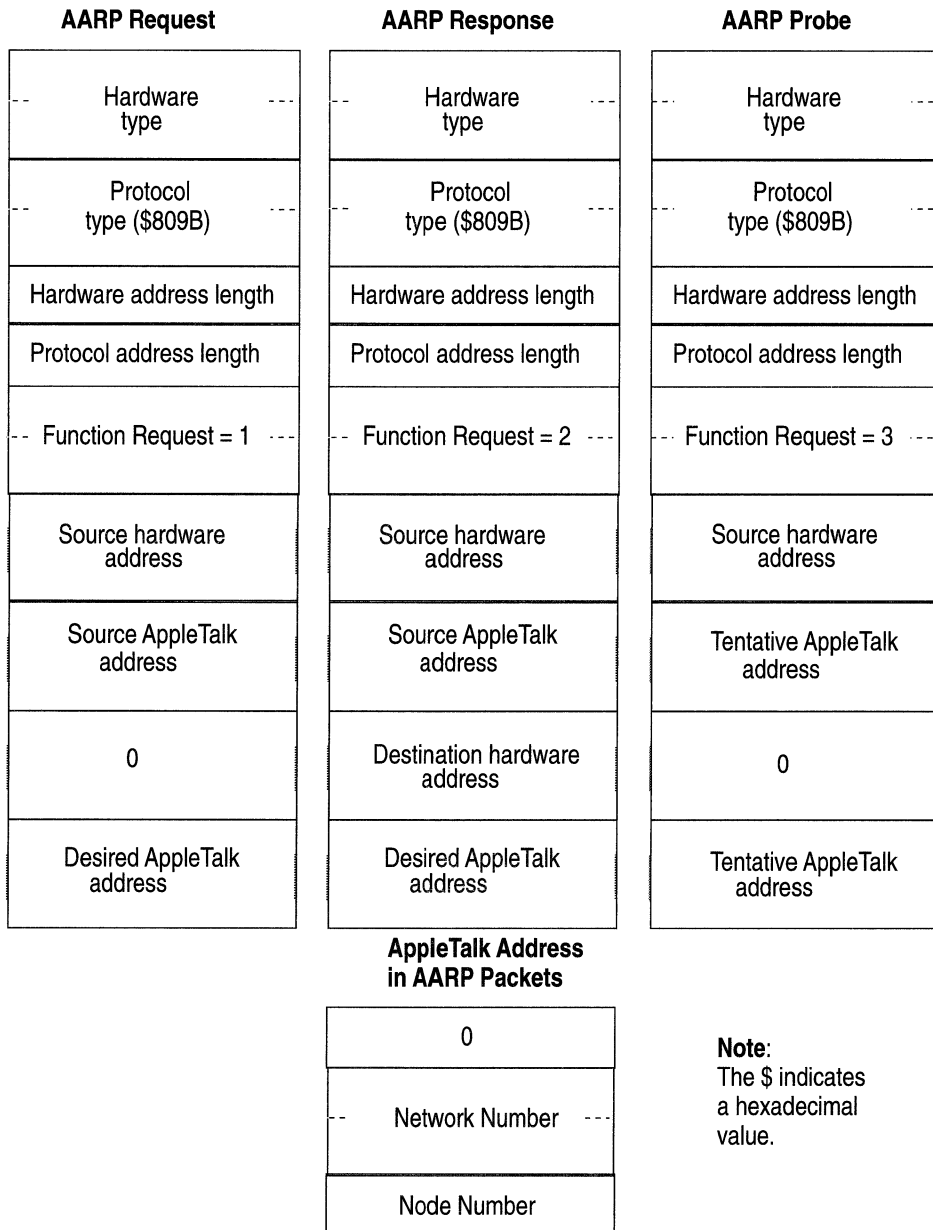 AARP Request
Hardware
type
Protocol
type ($809B)
Hardware address length
Protocol address length
Function Request = 1
Source hardware
address
Source AppleTalk
address
0
Desired AppleTalk
address
AARP Response
Hardware
type
Protocol
type ($809B)
Hardware address length
Protocol address length
Function Request = 2
Source hardware
address
Source AppleTalk
address
Destination hardware
address
Desired AppleTalk
address
AARP Probe
Hardware
type
Protocol
type ($809B)
Hardware address length
Protocol address length
Function Request = 3
Source hardware
address
Tentative AppleTalk
address
0
Tentative AppleTalk
address
AppleTalk Address
in AARP Packets
0
Network Number
Node Number
Note:
The $ indicates
a hexadecimal
value.